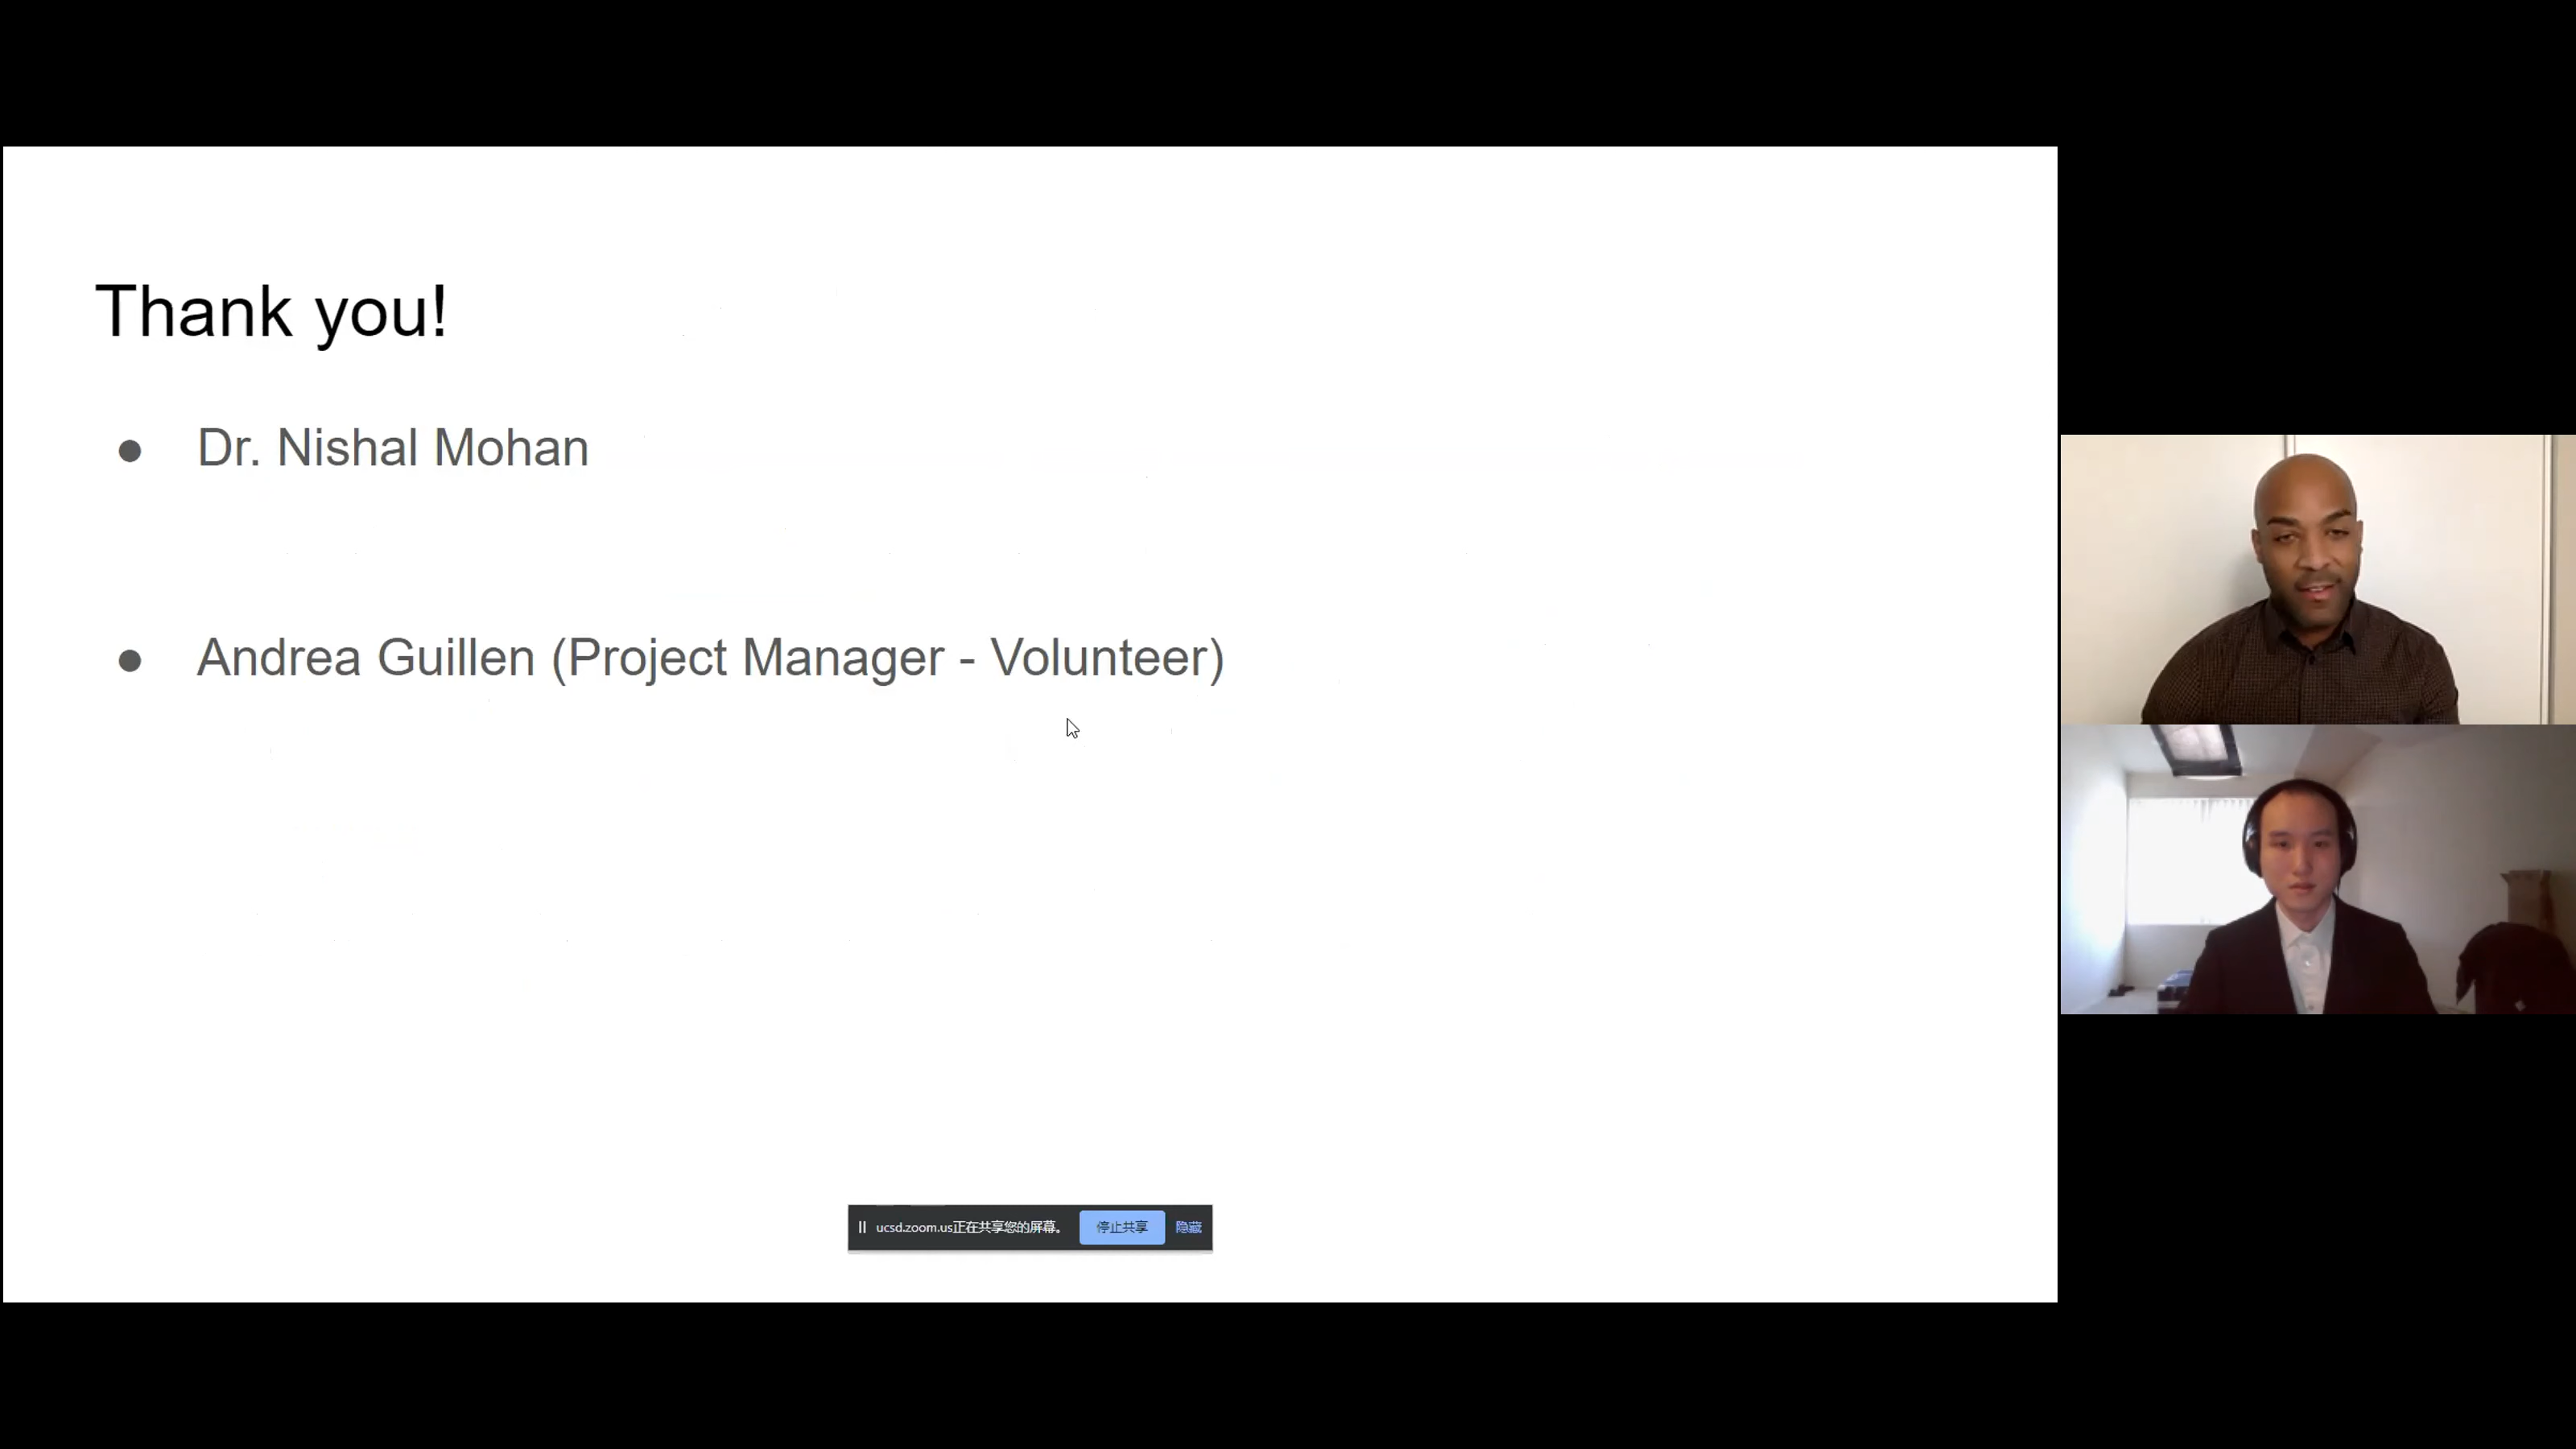 Thank you!
● Dr. Nishal Mohan
● Andrea Guillen (Project Manager - Volunteer)
ucsd.zoom.us正在共享您的屏幕。 停止共享 隐藏